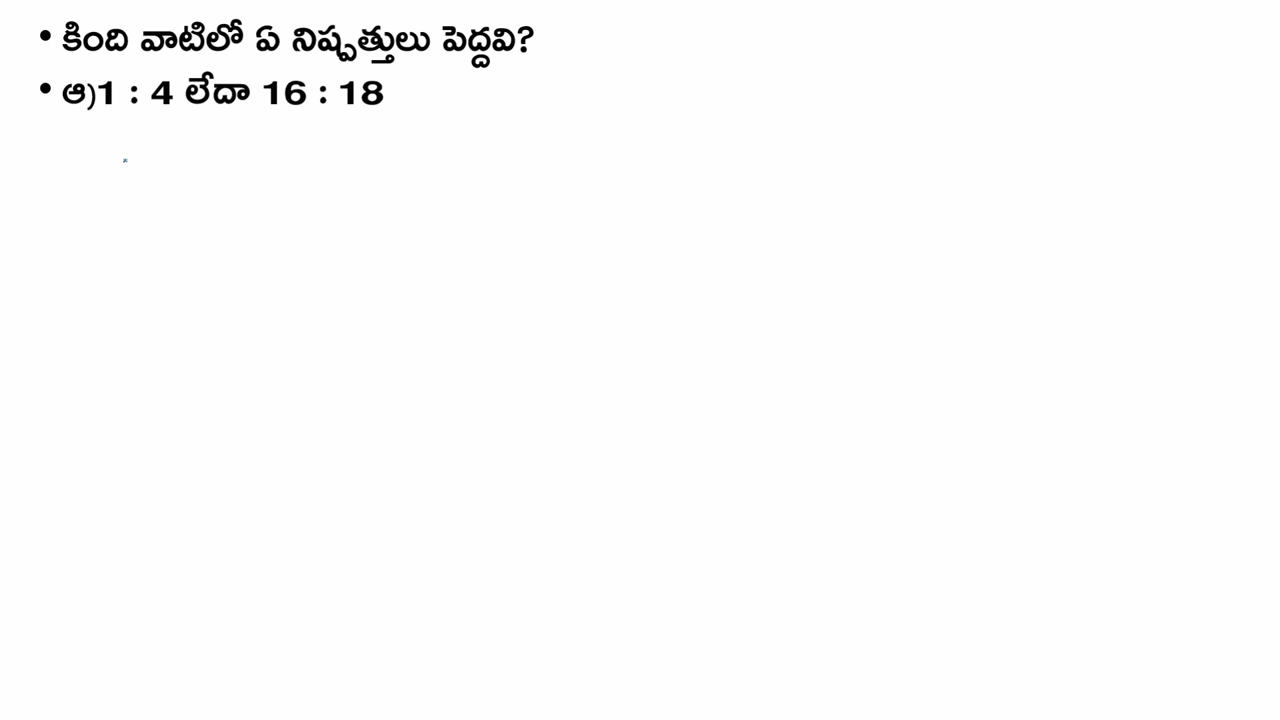 • కింది వాటిలో ఏ నిష్పత్తులు పెద్దవి?
• ఆ)1 : 4 లేదా 16 : 18